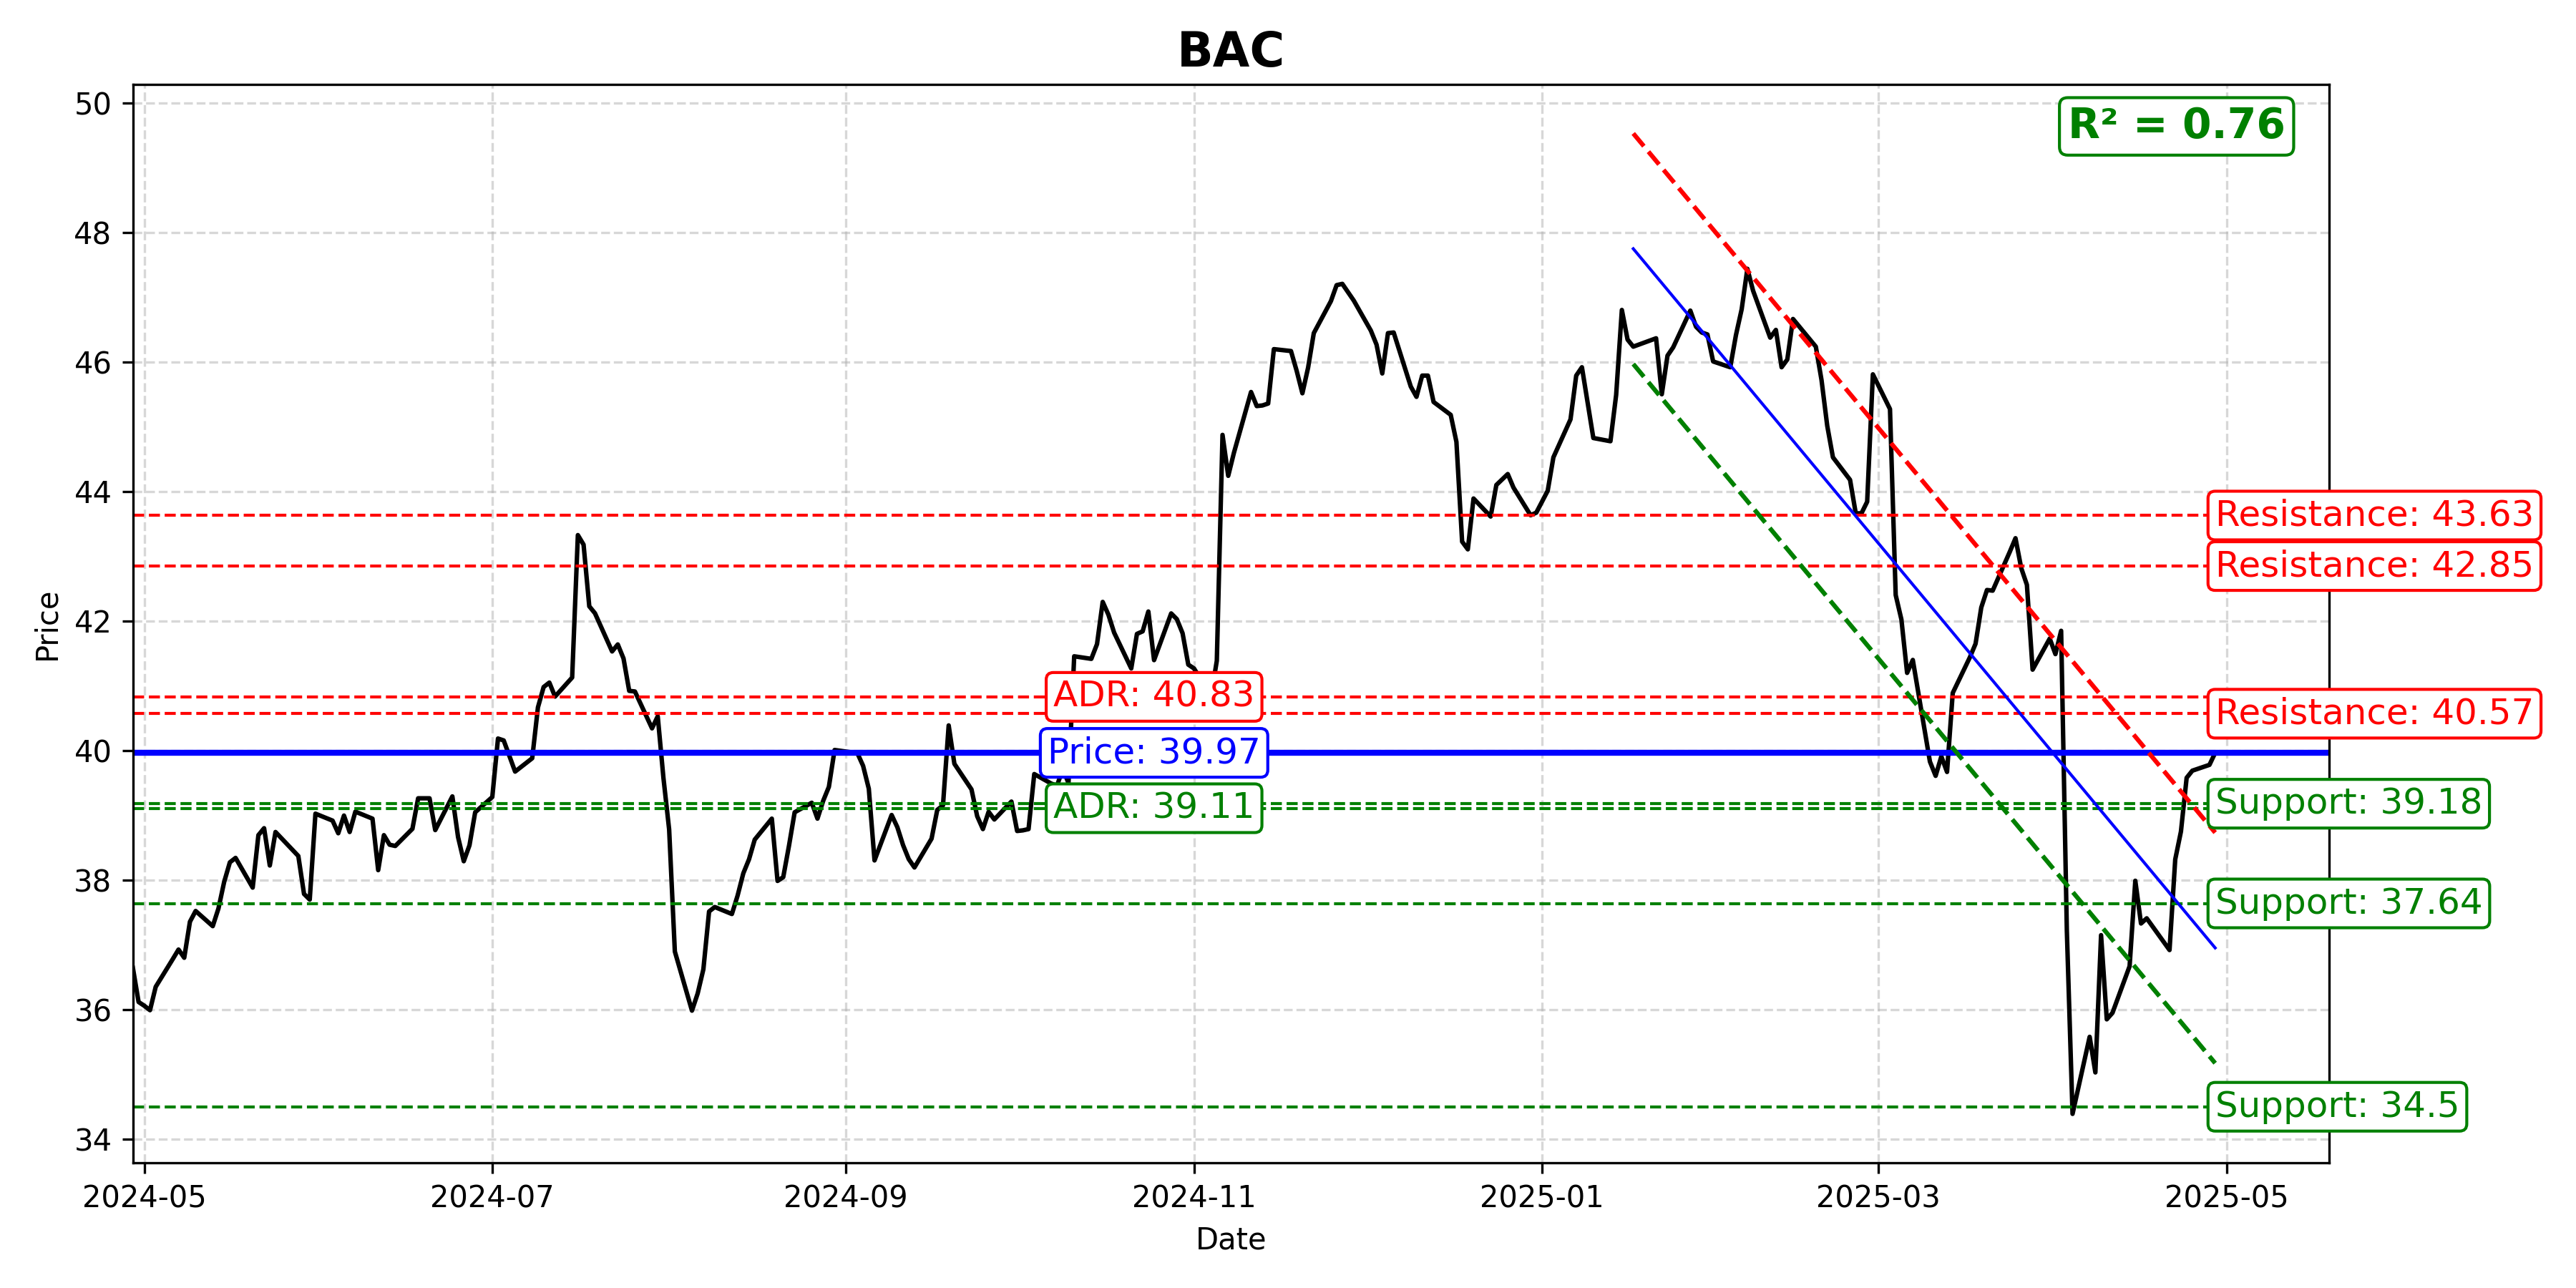 BAC
R² = 0.76
50
48
46
44
42
40
38
36
34
Price
Resistance: 43.63
Resistance: 42.85
ADR: 40.83
Resistance: 40.57
Price: 39.97
ADR: 39.11
Support: 39.18
Support: 37.64
Support: 34.5
2024-05
2024-07
2024-09
2024-11
2025-01
2025-03
2025-05
Date